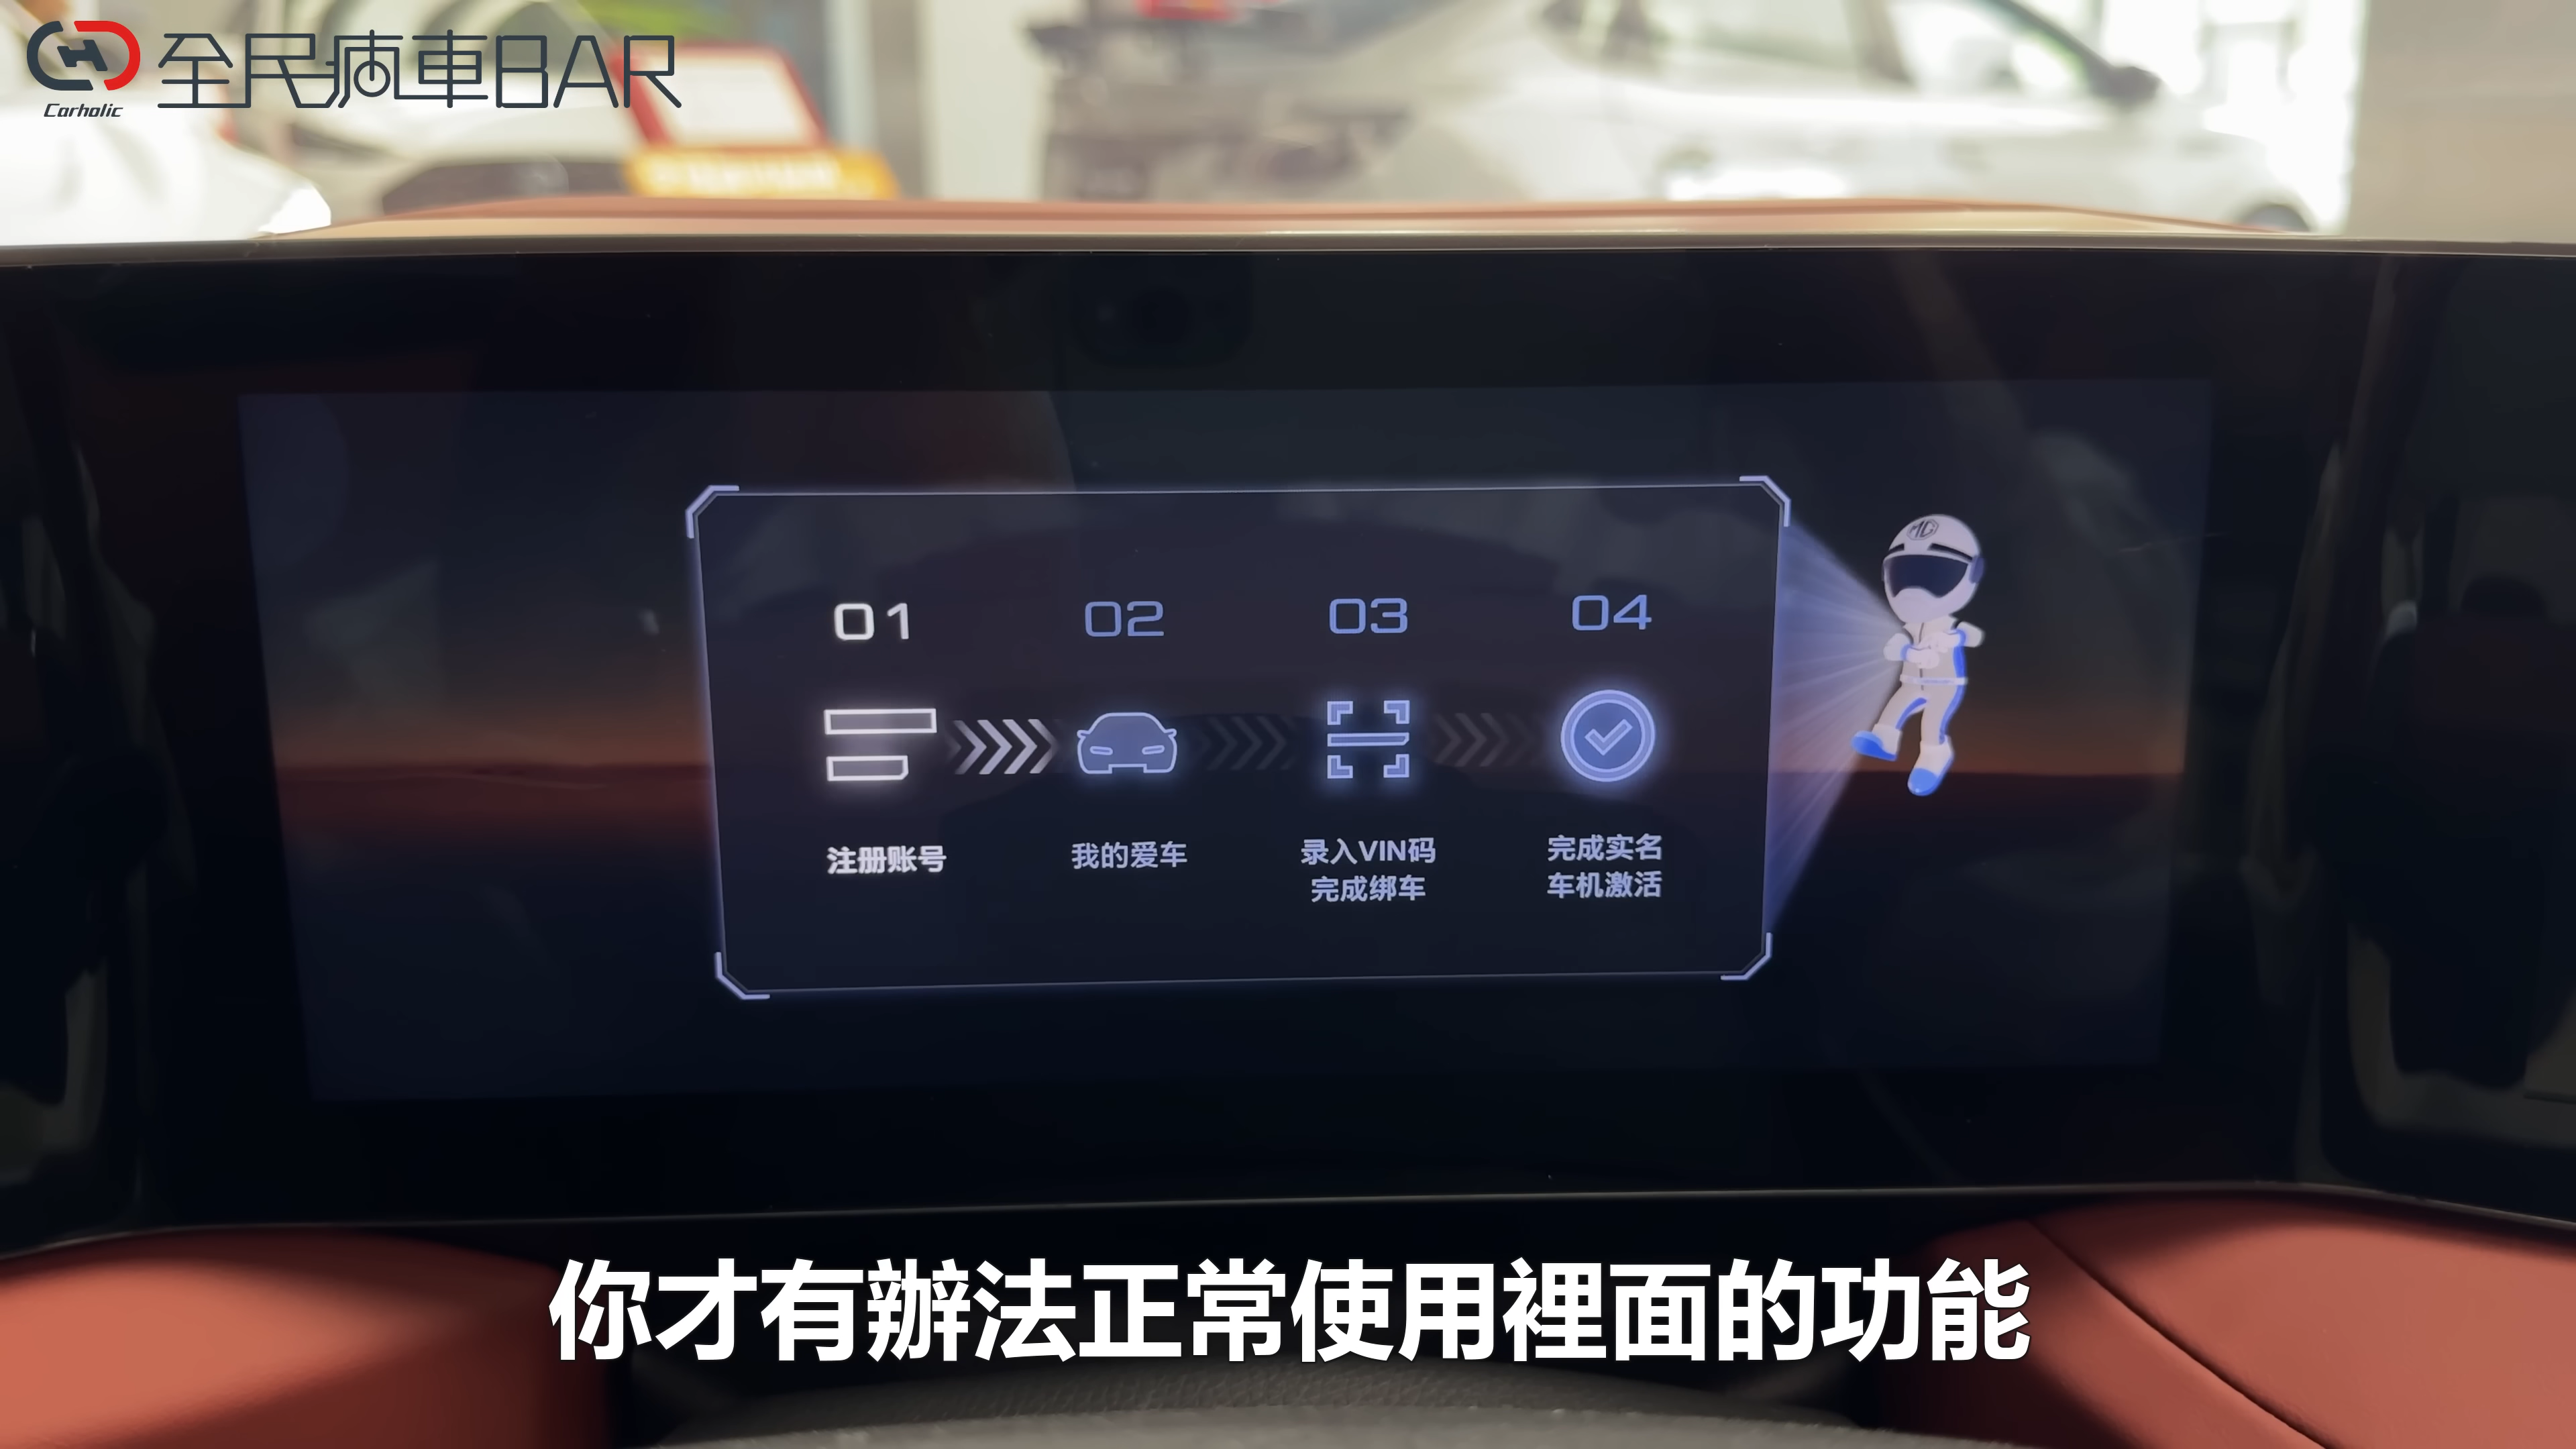 Carholic
全民瘋車BAR
MG
01
02
03
04
注册账号
我的爱车
录入VIN码
完成绑车
完成实名
车机激活
你才有辦法正常使用裡面的功能